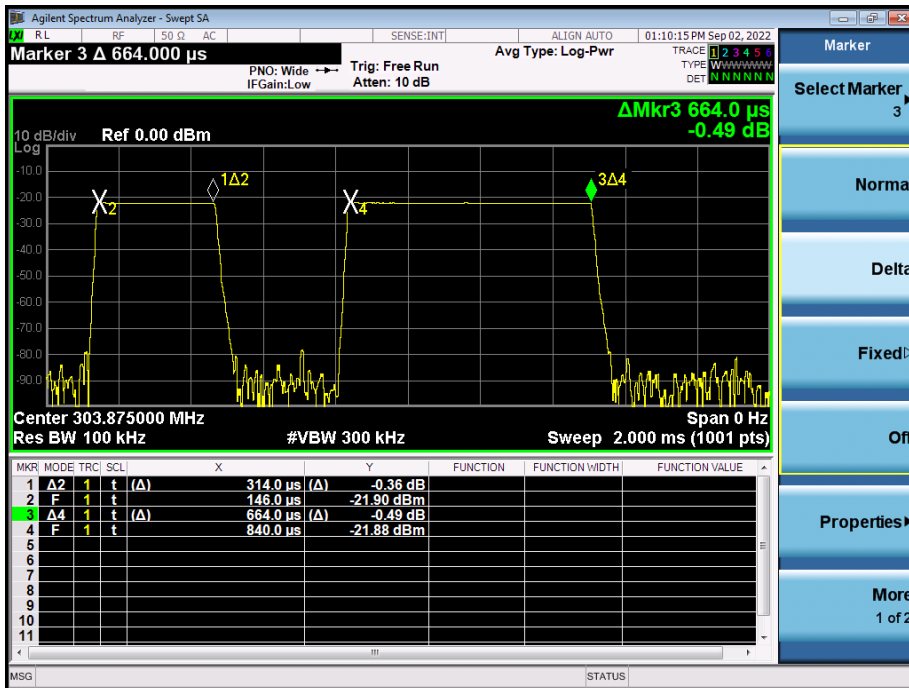 Agilent Spectrum Analyzer - Swept SA
LXI RL RF 50 Ω AC SENSE:INT ALIGN AUTO 01:10:15 PM Sep 02, 2022
Marker 3 Δ 664.000 µs
PNO: Wide
IFGain:Low
Trig: Free Run
Atten: 10 dB
Avg Type: Log-Pwr
TRACE 1 2 3 4 5 6
TYPE WWWWWW
DET N N N N N N
ΔMkr3 664.0 µs
-0.49 dB
10 dB/div Ref 0.00 dBm
Log
-10.0
-20.0
-30.0
-40.0
-50.0
-60.0
-70.0
-80.0
-90.0
2
1Δ2
4
3Δ4
Center 303.875000 MHz Span 0 Hz
Res BW 100 kHz #VBW 300 kHz Sweep 2.000 ms (1001 pts)
MKR MODE TRC SCL X Y FUNCTION FUNCTION WIDTH FUNCTION VALUE
1 Δ2 1 t (Δ) 314.0 µs (Δ) -0.36 dB
2 F 1 t 146.0 µs -21.90 dBm
3 Δ4 1 t (Δ) 664.0 µs (Δ) -0.49 dB
4 F 1 t 840.0 µs -21.88 dBm
5
6
7
8
9
10
11
MSG STATUS
Marker
Select Marker
3
Norma
Delta
Fixed
Off
Properties
More
1 of 2